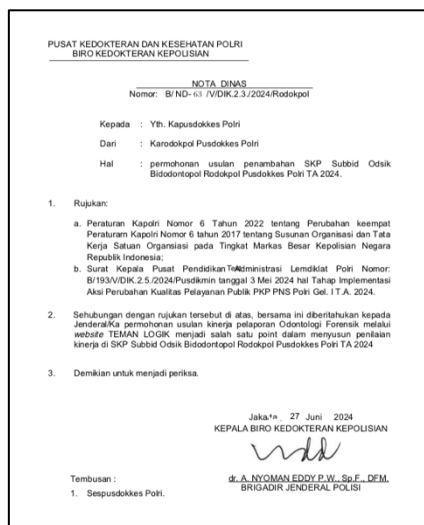 PUSAT KEDOKTERAN DAN KESEHATAN POLRI
BIRO KEDOKTERAN KEPOLISIAN
NOTA DINAS
Nomor: B/ ND- 63 /V/DIK.2.3./2024/Rodokpol
Kepada : Yth. Kapusdokkes Polri
Dari : Karodokpol Pusdokkes Polri
Hal : permohonan usulan penambahan SKP Subbid Odsik
Bidodontopol Rodokpol Pusdokkes Polri TA 2024.
1. Rujukan:
a. Peraturan Kapolri Nomor 6 Tahun 2022 tentang Perubahan keempat
Peraturam Kapolri Nomor 6 tahun 2017 tentang Susunan Organisasi dan Tata
Kerja Satuan Organsiasi pada Tingkat Markas Besar Kepolisian Negara
Republik Indonesia;
b. Surat Kepala Pusat Pendidikan Administrasi Lemdiklat Polri Nomor:
B/193/V/DIK.2.5./2024/Pusdikmin tanggal 3 Mei 2024 hal Tahap Implementasi
Aksi Perubahan Kualitas Pelayanan Publik PKP PNS Polri Gel. I T.A. 2024.
2. Sehubungan dengan rujukan tersebut di atas, bersama ini diberitahukan kepada
Jenderal/Ka permohonan usulan kinerja pelaporan Odontologi Forensik melalui
website TEMAN LOGIK menjdikm salah satu point dalam menyusun penilaian
kinerja di SKP Subbid Odsik Bidodontopol Rodokpol Pusdokkes Polri TA 2024
3. Demikian untuk menjadi periksa.
27 Juni 2024
KEPALA BIRO KEDOKTERAN KEPOLISIAN
dr. A. NYOMAN EDDY P.W., Sp.F., DFM.
BRIGADIR JENDERAL POLISI
Tembusan :
1. Sespusdokkes Polri.